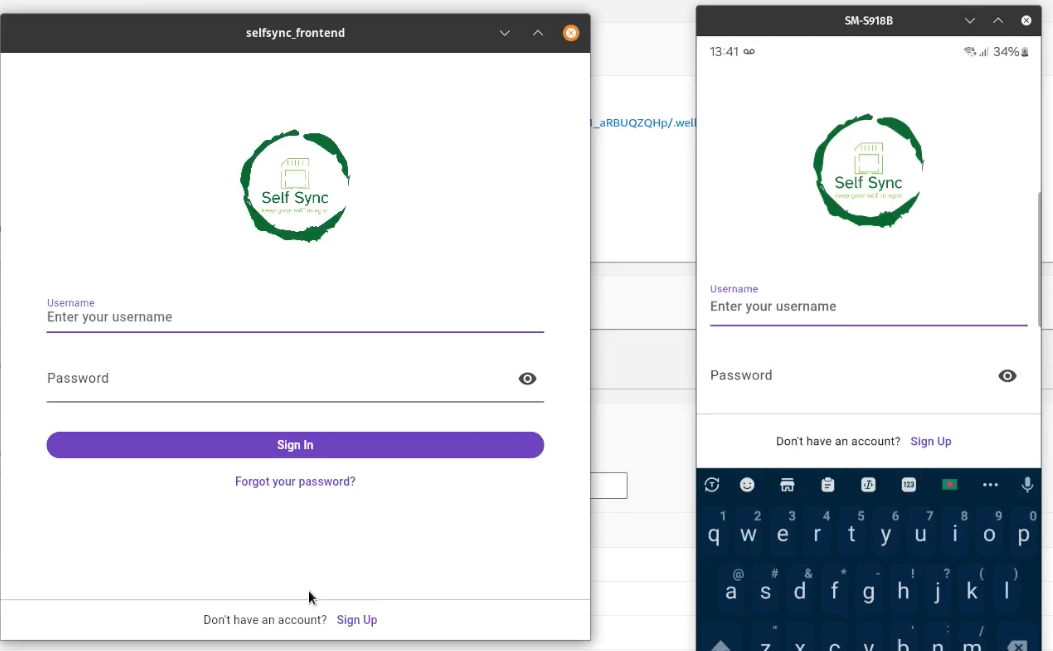 selfsync_frontend
Self Sync
keep your self in sync
Username
Enter your username
Password
Sign In
Forgot your password?
Don't have an account? Sign Up
1_aRBUQZQHp/.well
SM-S918B
13:41 34%
Self Sync
keep your self in sync
Username
Enter your username
Password
Don't have an account? Sign Up
123
1 2 3 4 5 6 7 8 9 0
q w e r t y u i o p
@ # & * - ! ? ( )
a s d f g h j k l
" ' : /
z x c v b n m